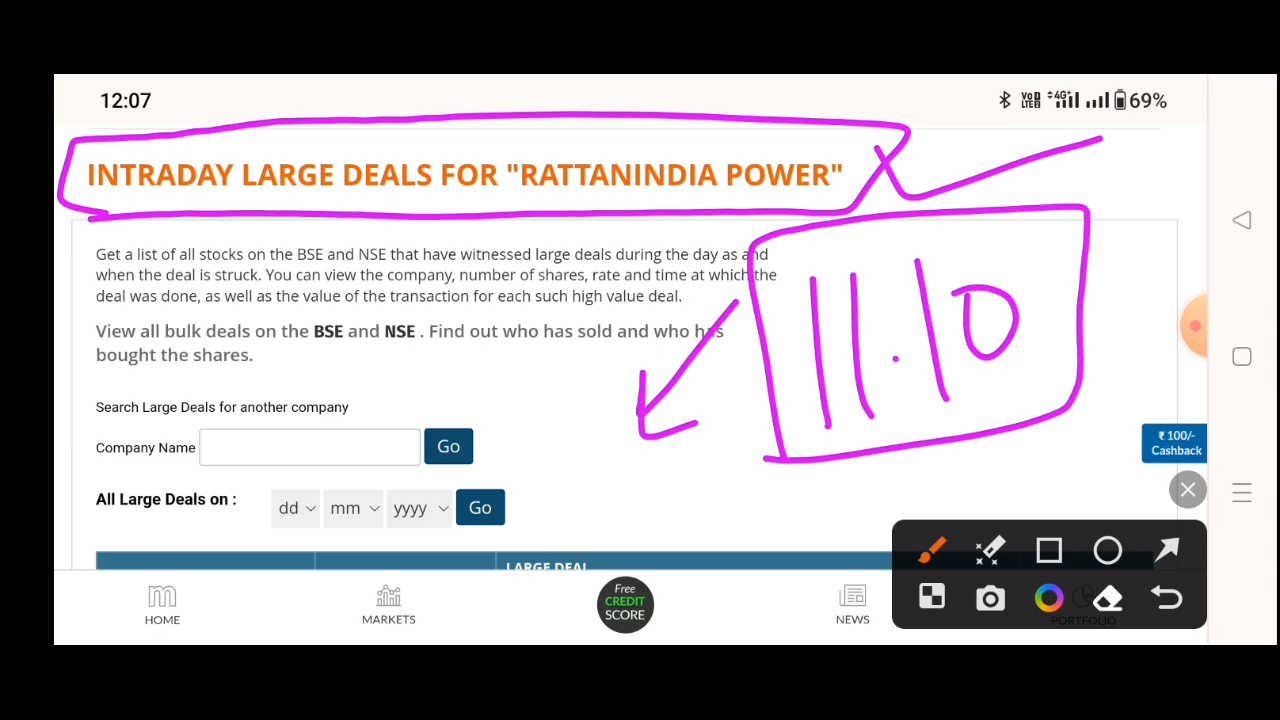 12:07
Vo) LTE2 4G+ 69%
INTRADAY LARGE DEALS FOR "RATTANINDIA POWER"
Get a list of all stocks on the BSE and NSE that have witnessed large deals during the day as and
when the deal is struck. You can view the company, number of shares, rate and time at which the
deal was done, as well as the value of the transaction for each such high value deal.
View all bulk deals on the BSE and NSE . Find out who has sold and who has
bought the shares.
11.10
Search Large Deals for another company
Company Name Go
₹ 100/-
Cashback
All Large Deals on :
dd mm yyyy Go
LARGE DEAL
HOME
MARKETS
Free
CREDIT
SCORE
NEWS
PORTFOLIO